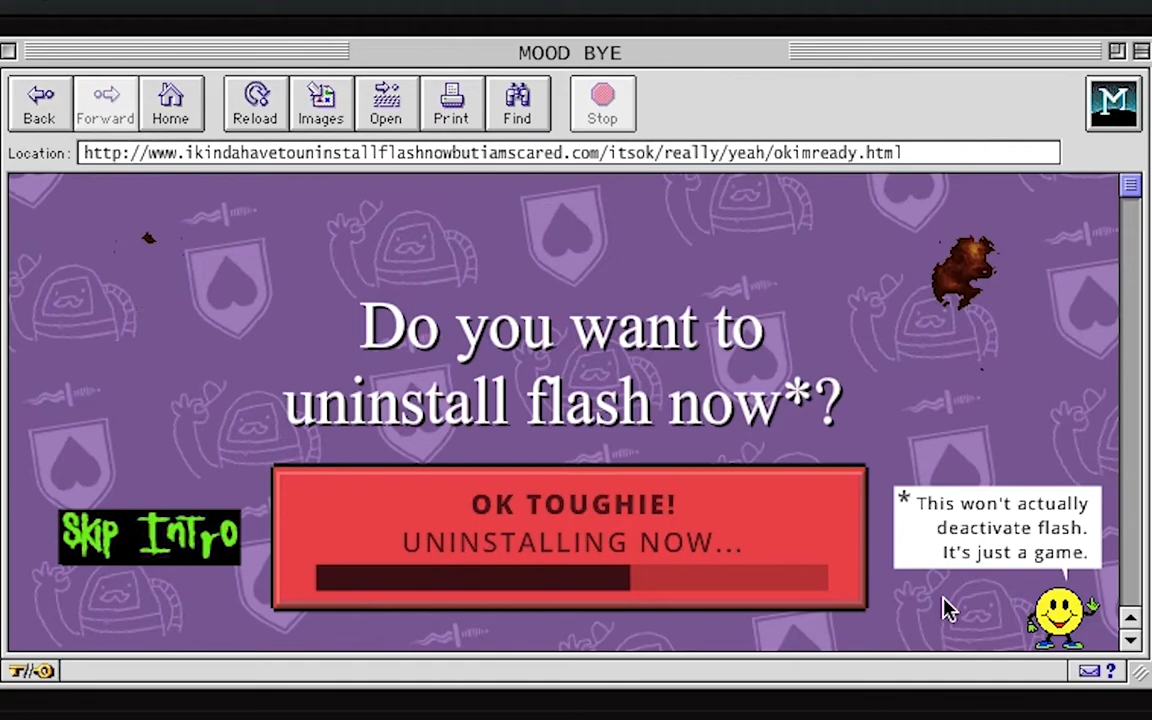 MOOD BYE
Back
Forward
Home
Reload
Images
Open
Print
Find
Stop
M
Location: http://www.ikindahavetouninstallflashnowbutiamscared.com/itsok/really/yeah/okimready.html
Do you want to
uninstall flash now*?
OK TOUGHIE!
UNINSTALLING NOW...
Skip Intro
* This won't actually
deactivate flash.
It's just a game.
?